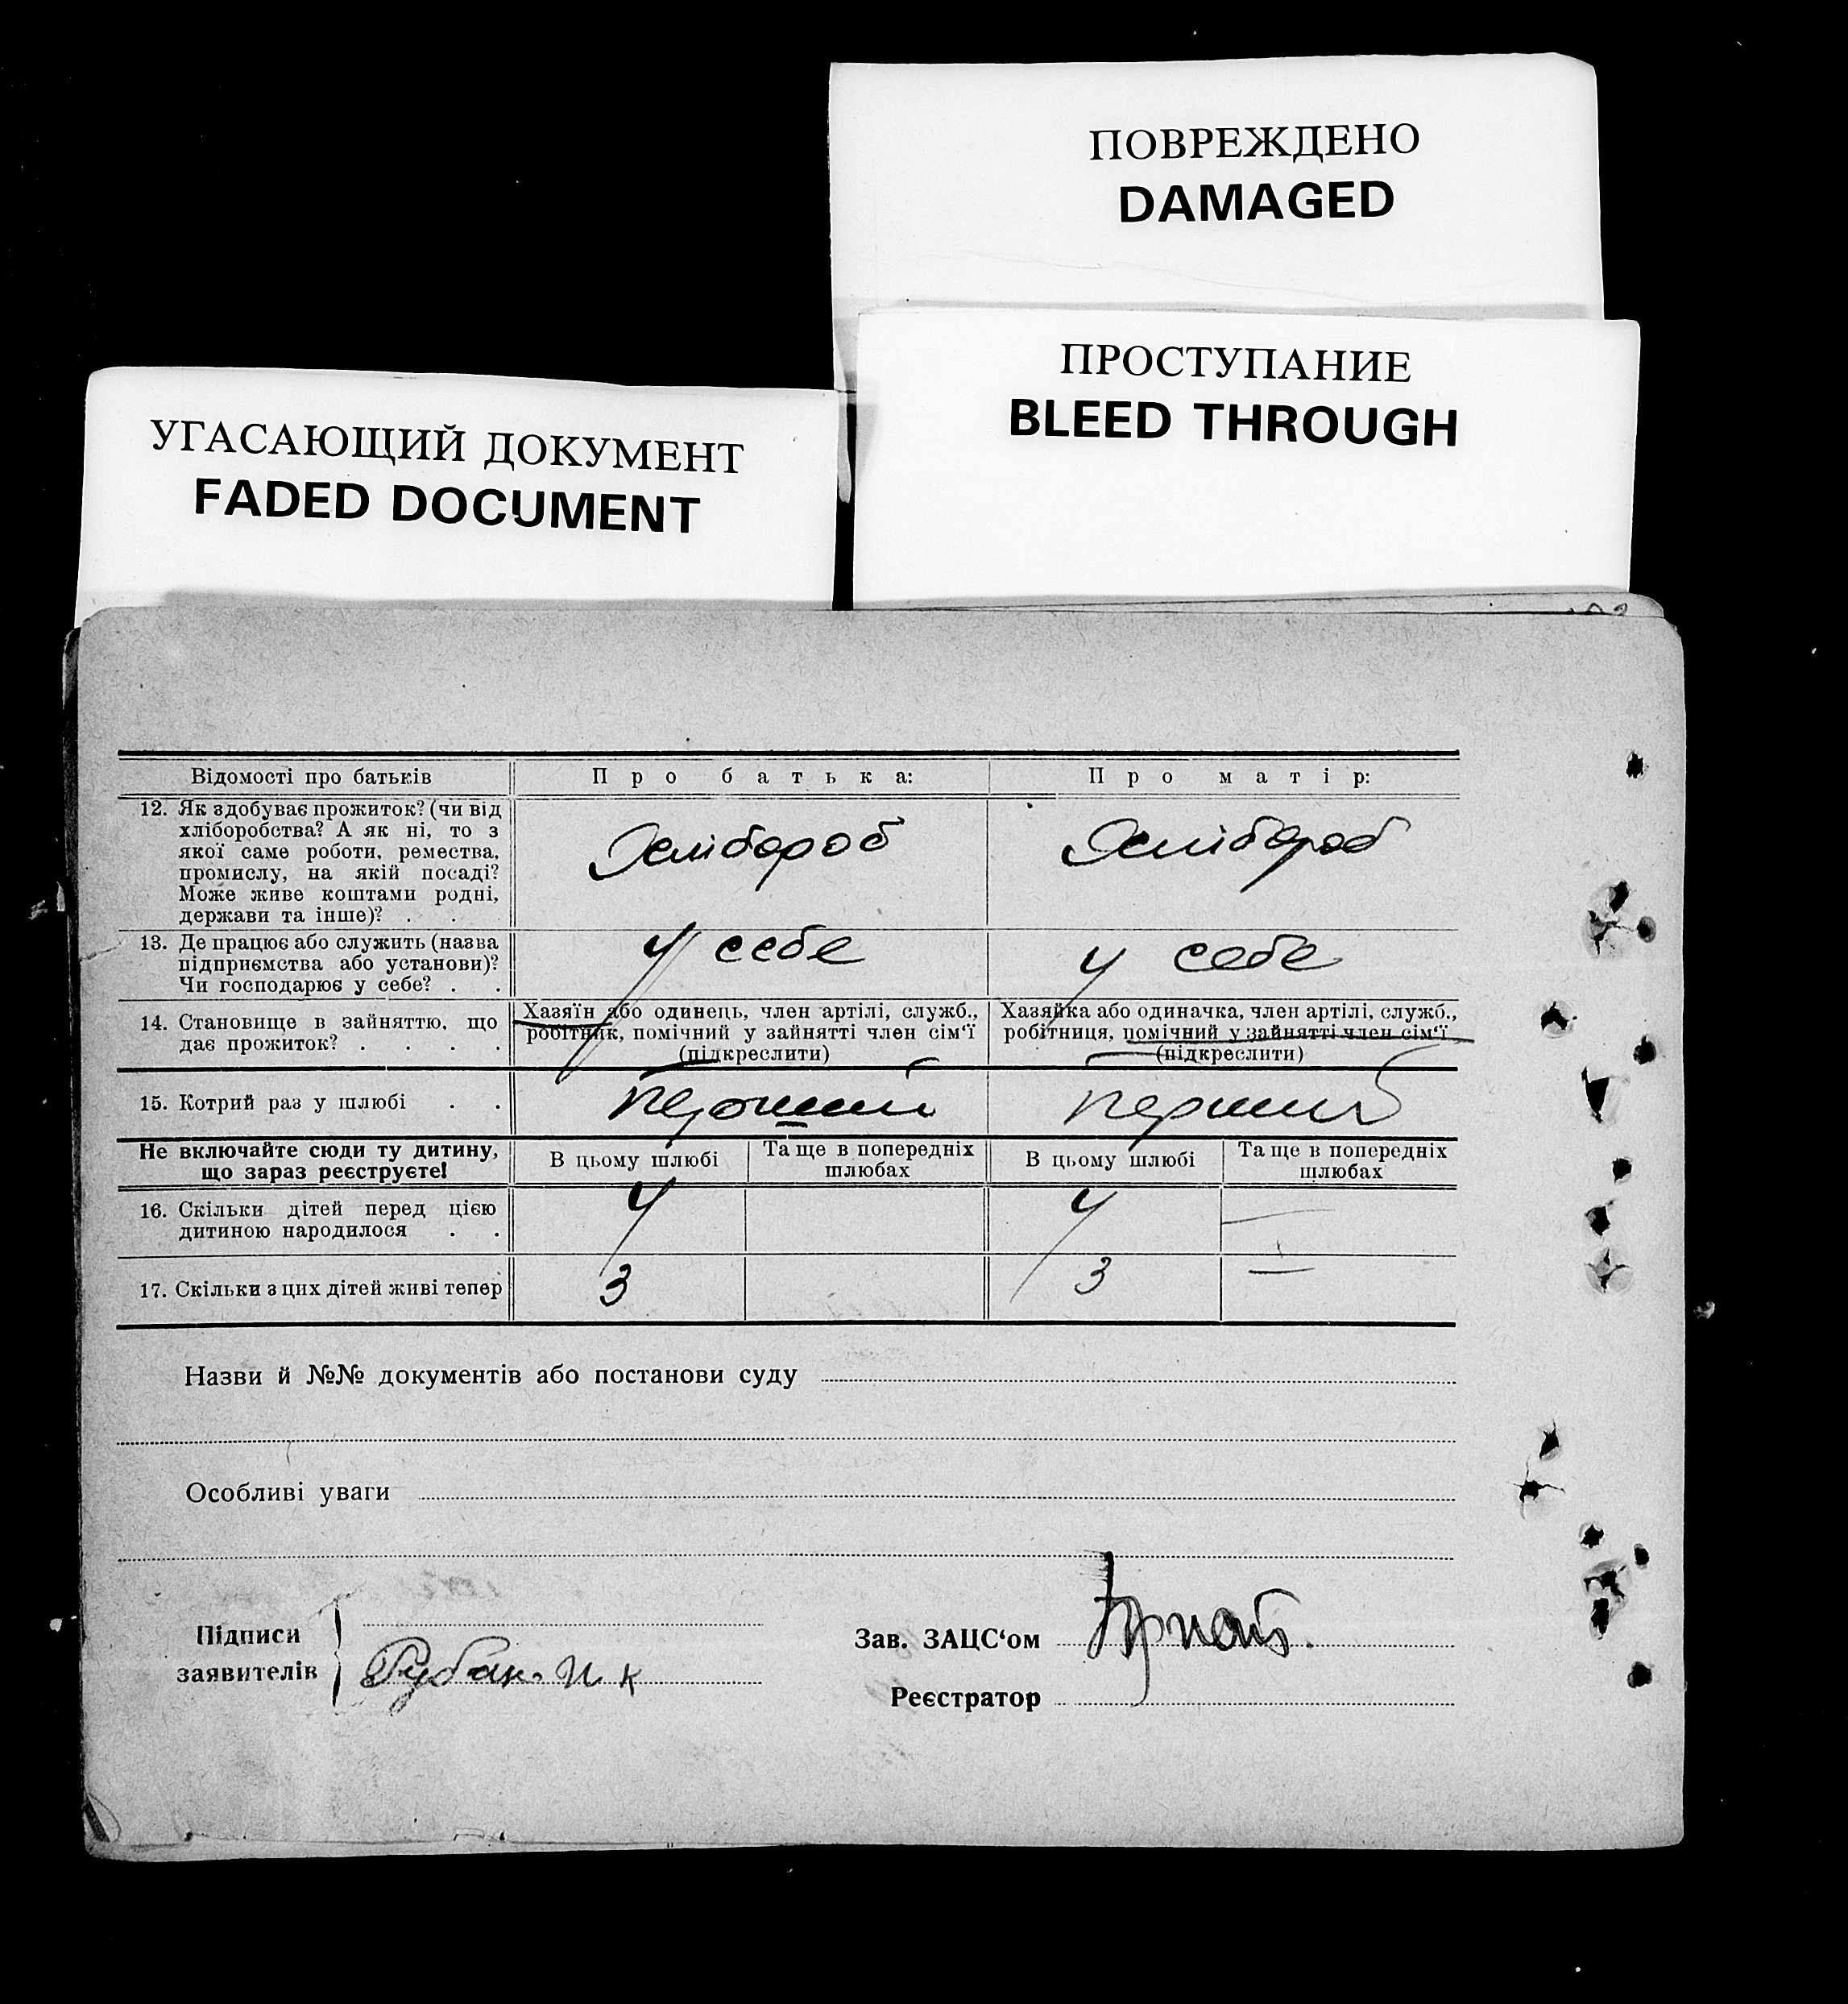 ПОВРЕЖДЕНО
DAMAGED
ПРОСТУПАНИЕ
BLEED THROUGH
УГАСАЮЩИЙ ДОКУМЕНТ
FADED DOCUMENT
Відомості про батьків Про батька: Про матір:
12. Як здобуває прожиток? (чи від
хліборобства? А як ні, то з
якої саме роботи, ремества,
промислу, на якій посаді?
Може живе коштами родні,
держави та інше)? . .
Хлібороб Хлібороб
13. Де працює або служить (назва
підприємства або установи)?
Чи господарює у себе? . .
у себе у себе
14. Становище в зайняттю, що
дає прожиток? . . . .
Хазяїн або одинець, член артілі, служб.,
робітник, помічний у зайнятті член сім'ї
(підкреслити)
Хазяйка або одиначка, член артілі, служб.,
робітниця, помічний у зайнятті член сім'ї
(підкреслити)
15. Котрий раз у шлюбі . . перший перший
Не включайте сюди ту дитину,
що зараз реєструєте!
В цьому шлюбі
Та ще в попередніх
шлюбах
В цьому шлюбі
Та ще в попередніх
шлюбах
16. Скільки дітей перед цією
дитиною народилося . .
4 4 —
17. Скільки з цих дітей живі тепер 3 3 —
Назви й №№ документів або постанови суду
Особливі уваги
Підписи
заявителів
Рубан И К
Зав. ЗАЦС'ом
Реєстратор